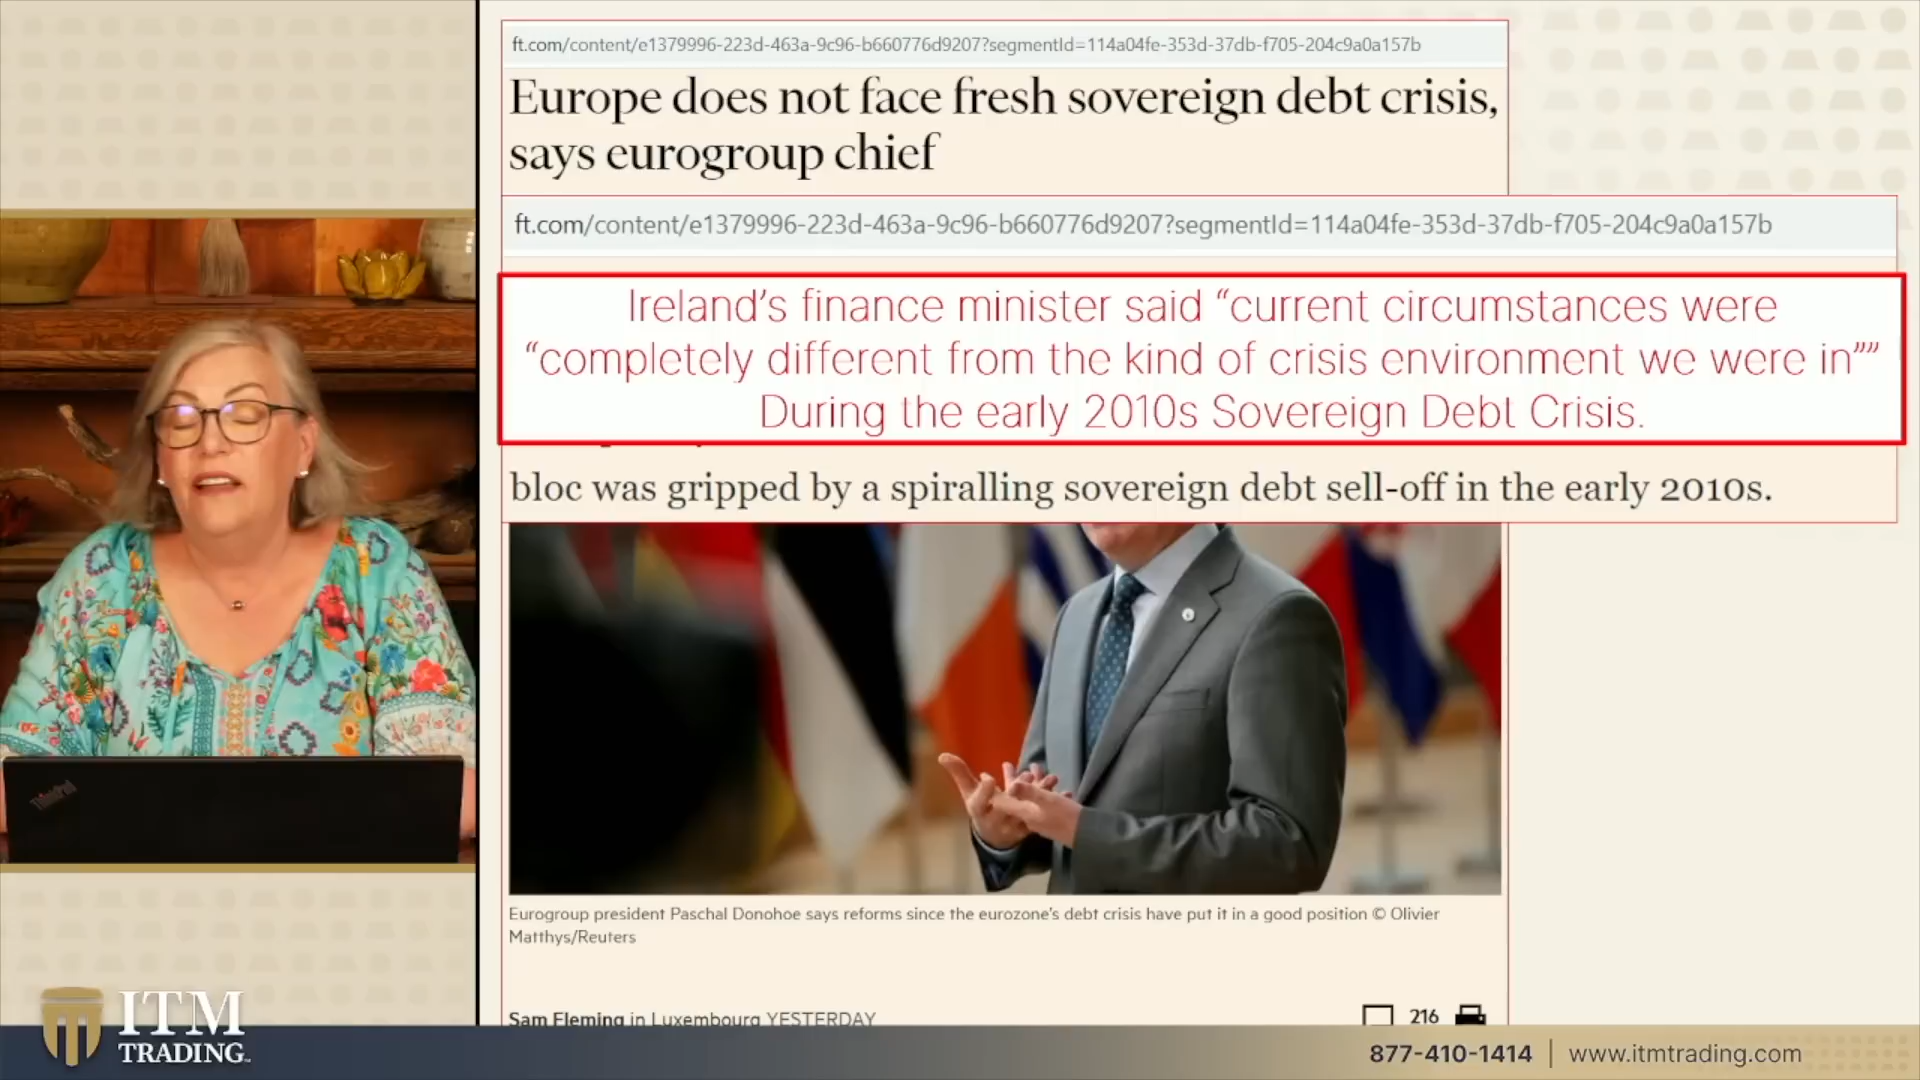 ft.com/content/e1379996-223d-463a-9c96-b660776d9207?segmentId=114a04fe-353d-37db-f705-204c9a0a157b
Europe does not face fresh sovereign debt crisis,
says eurogroup chief
ft.com/content/e1379996-223d-463a-9c96-b660776d9207?segmentId=114a04fe-353d-37db-f705-204c9a0a157b
Ireland's finance minister said “current circumstances were
“completely different from the kind of crisis environment we were in””
During the early 2010s Sovereign Debt Crisis.
bloc was gripped by a spiralling sovereign debt sell-off in the early 2010s.
Eurogroup president Paschal Donohoe says reforms since the eurozone's debt crisis have put it in a good position © Olivier
Matthys/Reuters
Sam Fleming in Luxembourg YESTERDAY
216
ThinkPad
ITM
TRADING
877-410-1414 | www.itmtrading.com